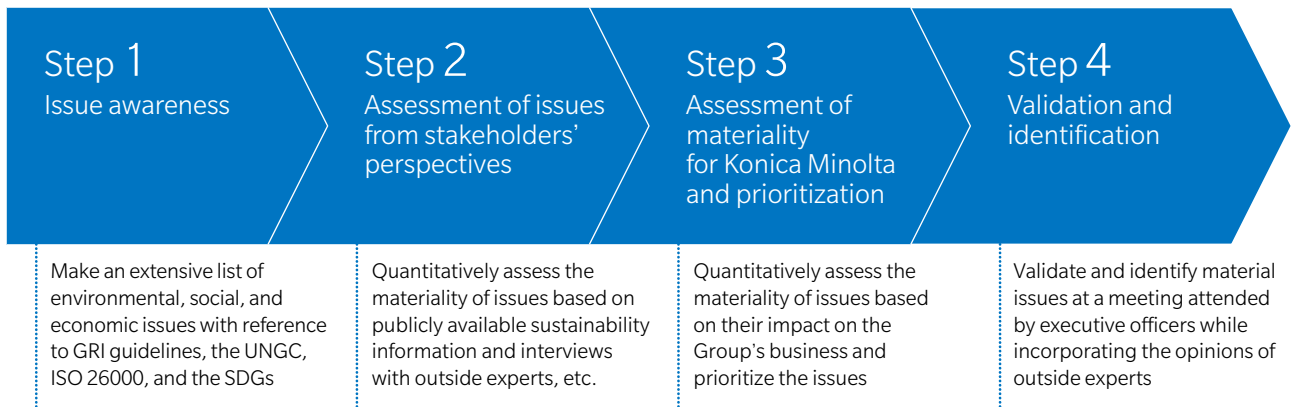 Step 1
Issue awareness
Make an extensive list of
environmental, social, and
economic issues with reference
to GRI guidelines, the UNGC,
ISO 26000, and the SDGs
Step 2
Assessment of issues
from stakeholders’
perspectives
Quantitatively assess the
materiality of issues based on
publicly available sustainability
information and interviews
with outside experts, etc.
Step 3
Assessment of
materiality
for Konica Minolta
and prioritization
Quantitatively assess the
materiality of issues based
on their impact on the
Group’s business and
prioritize the issues
Step 4
Validation and
identification
Validate and identify material
issues at a meeting attended
by executive officers while
incorporating the opinions of
outside experts